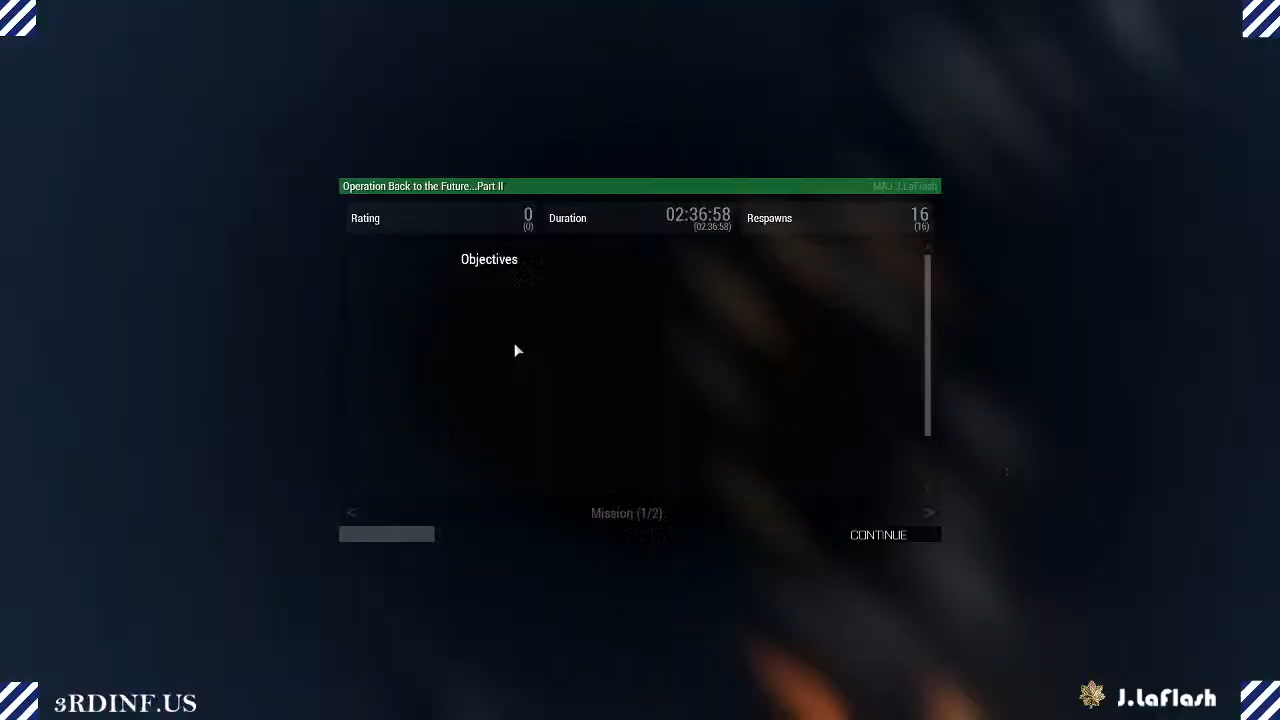 Operation Back to the Future...Part II
MAJ J.LaFlash
Rating
0
(0)
Duration
02:36:58
(02:36:58)
Respawns
16
(16)
Objectives
<
Mission (1/2)
>
CONTINUE
3RDINF.US
J.LaFlash